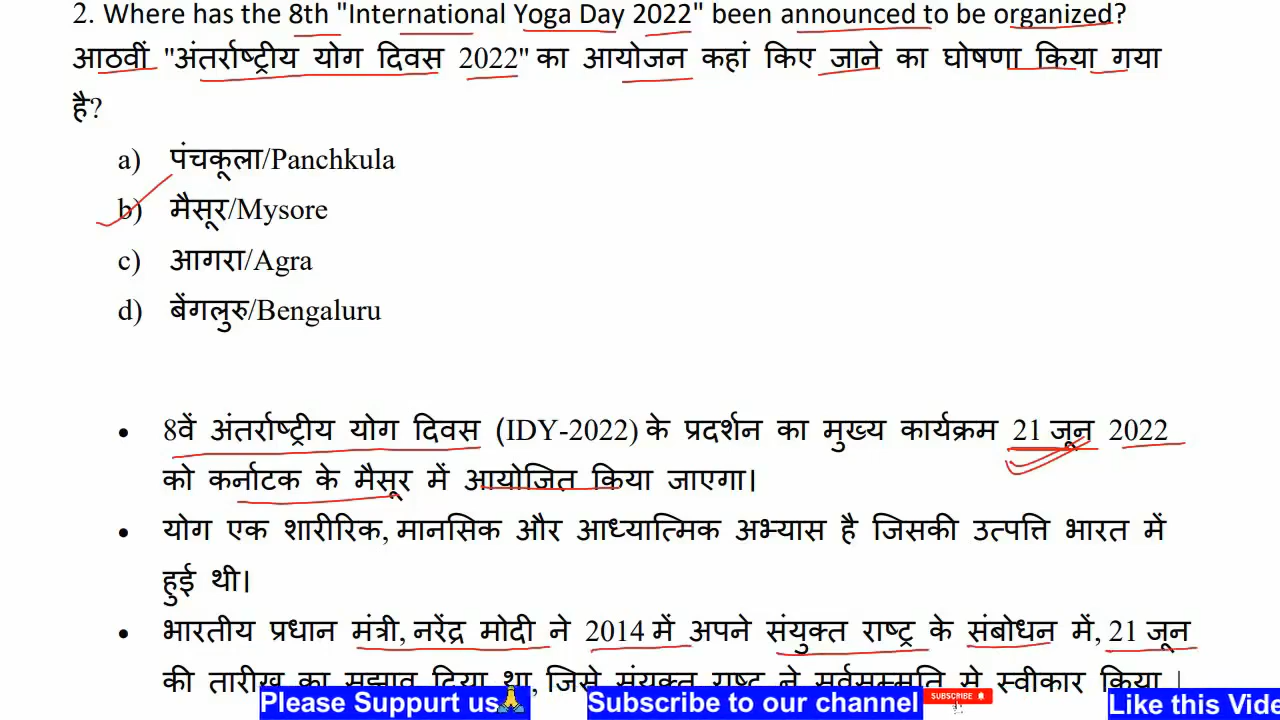 2. Where has the 8th "International Yoga Day 2022" been announced to be organized?
आठवीं "अंतर्राष्ट्रीय योग दिवस 2022" का आयोजन कहां किए जाने का घोषणा किया गया
है?
a) पंचकूला/Panchkula
b) मैसूर/Mysore
c) आगरा/Agra
d) बेंगलुरु/Bengaluru
• 8वें अंतर्राष्ट्रीय योग दिवस (IDY-2022) के प्रदर्शन का मुख्य कार्यक्रम 21 जून 2022
को कर्नाटक के मैसूर में आयोजित किया जाएगा।
• योग एक शारीरिक, मानसिक और आध्यात्मिक अभ्यास है जिसकी उत्पत्ति भारत में
हुई थी।
• भारतीय प्रधान मंत्री, नरेंद्र मोदी ने 2014 में अपने संयुक्त राष्ट्र के संबोधन में, 21 जून
की तारीख का सुझाव दिया था, जिसे संयुक्त राष्ट्र ने सर्वसम्मति से स्वीकार किया |
Please Suppurt us🙏 Subscribe to our channel SUBSCRIBE Like this Vide